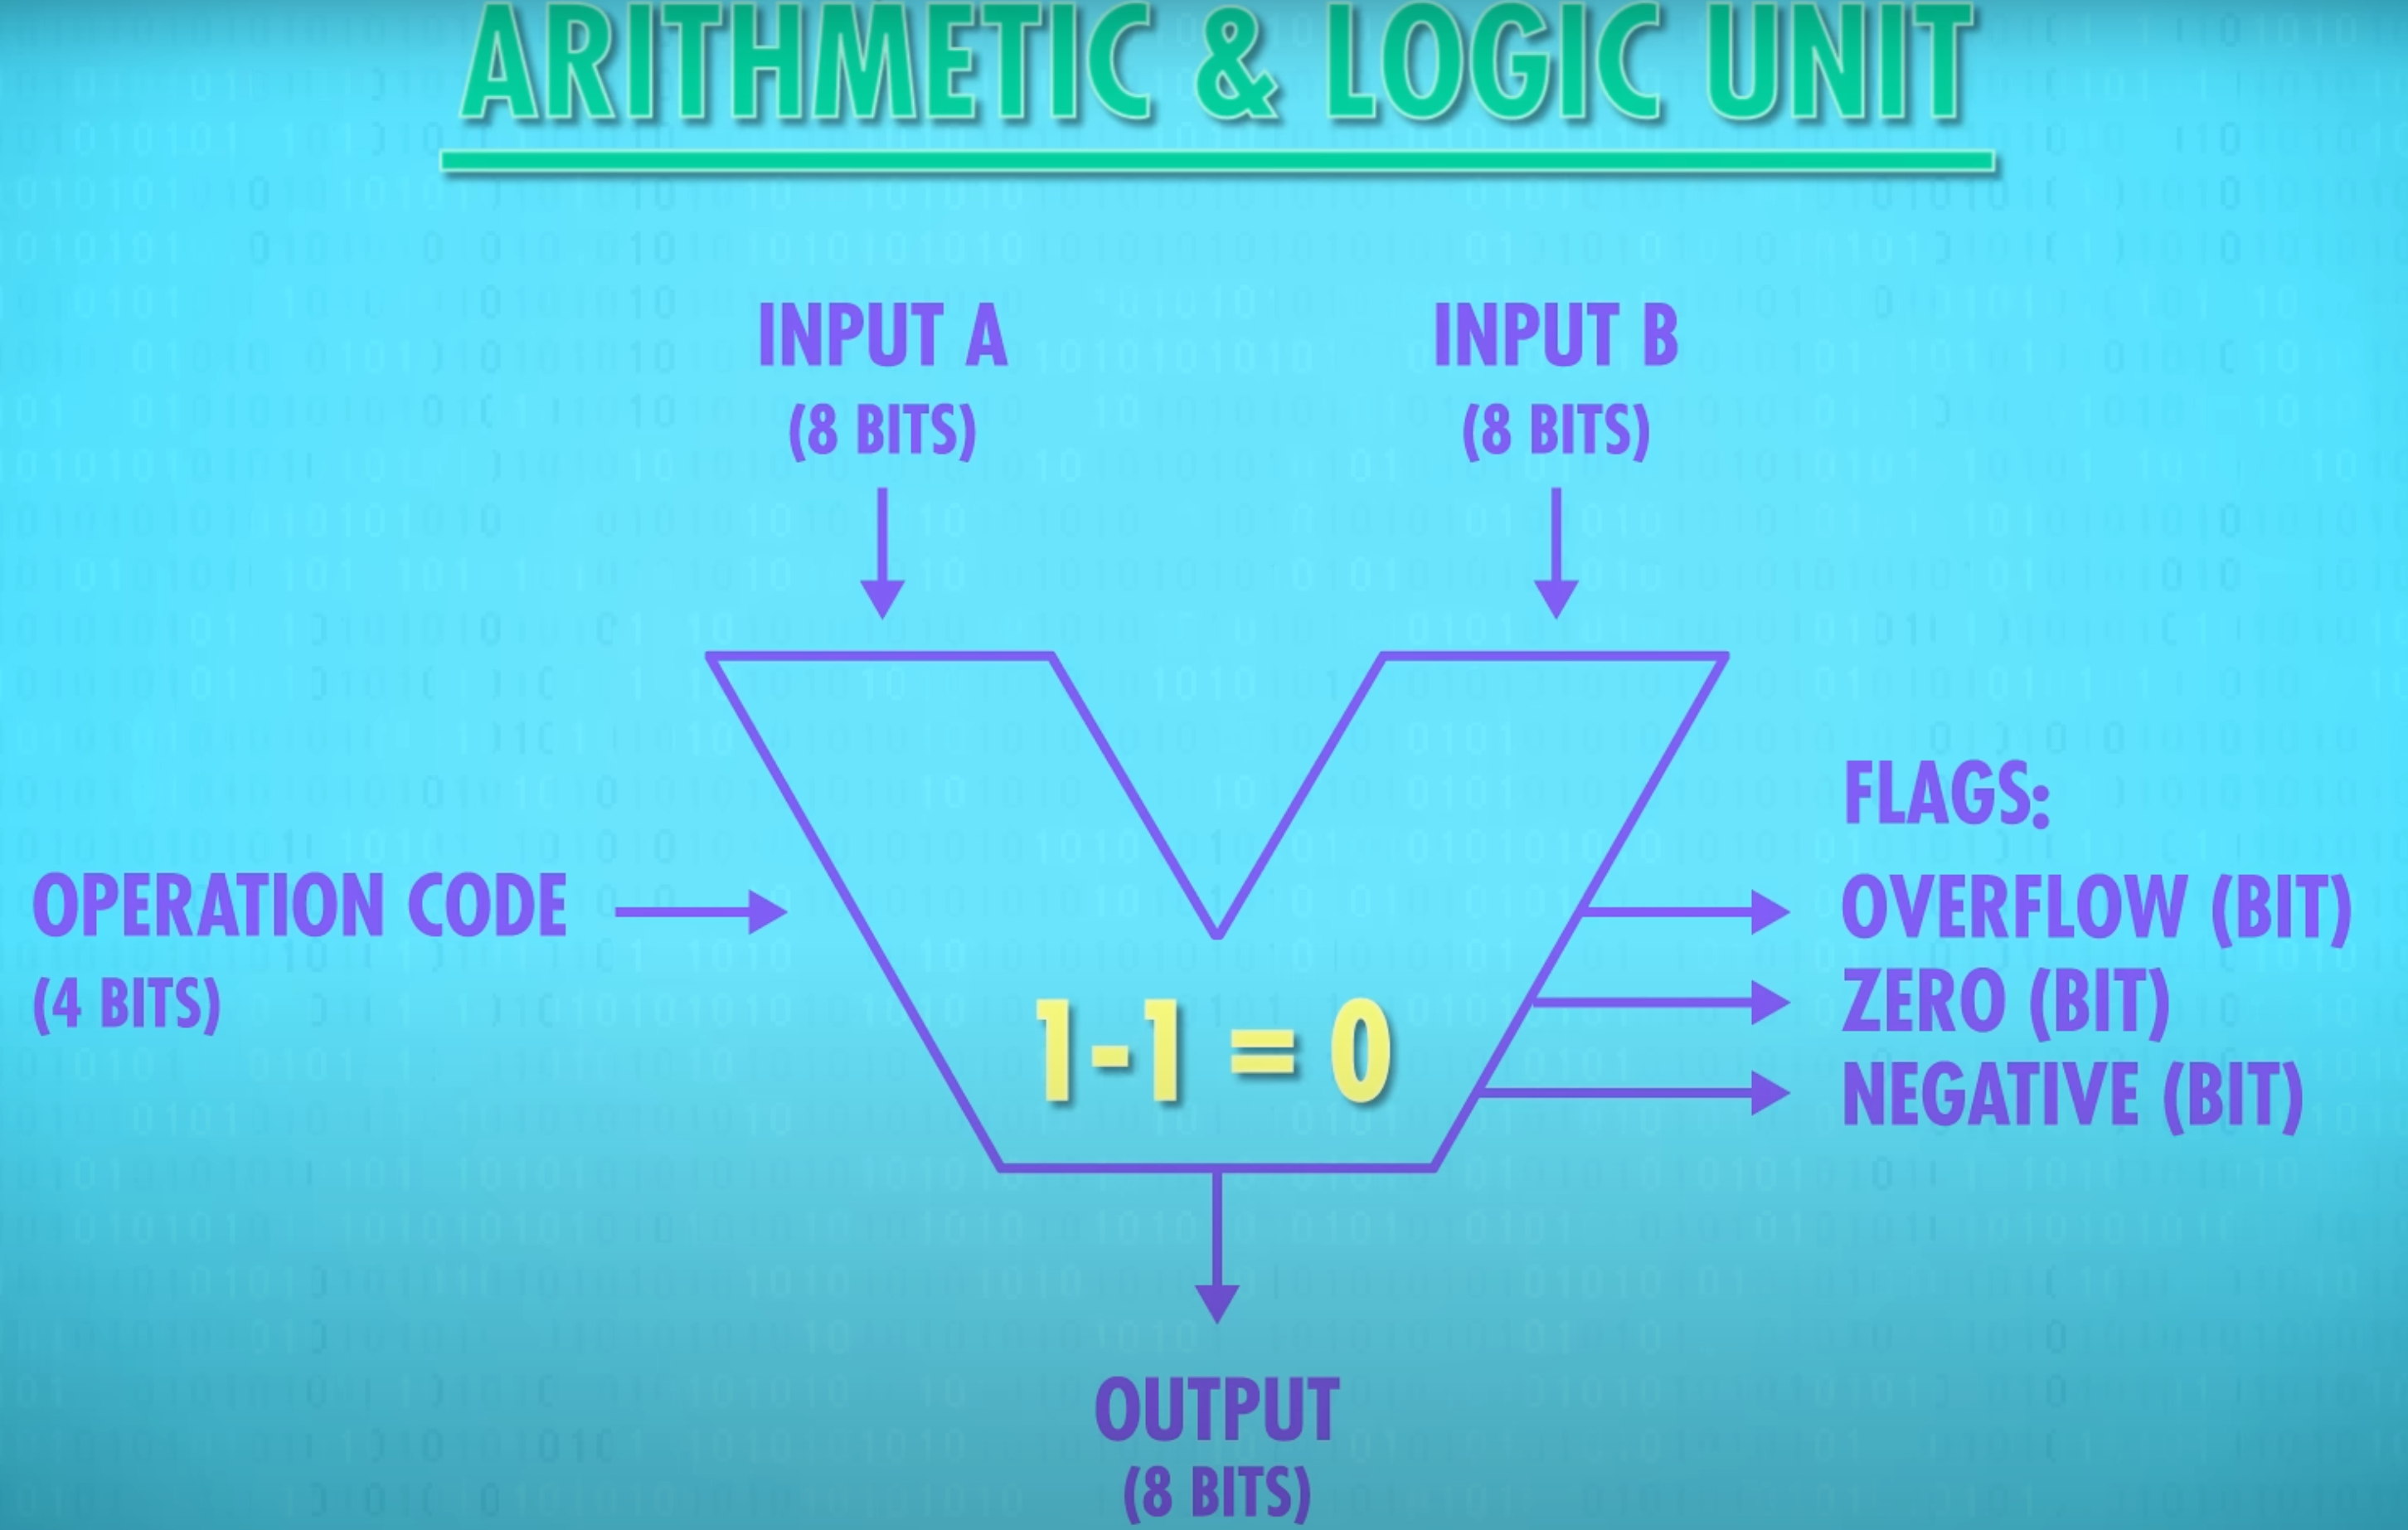 ARITHMETIC & LOGIC UNIT
INPUT A
(8 BITS)
INPUT B
(8 BITS)
OPERATION CODE
(4 BITS)
1-1 = 0
FLAGS:
OVERFLOW (BIT)
ZERO (BIT)
NEGATIVE (BIT)
OUTPUT
(8 BITS)